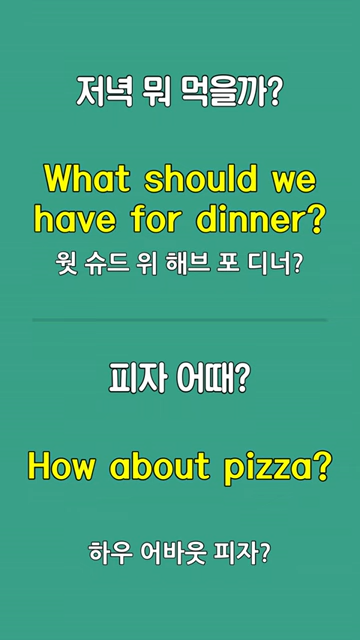 저녁 뭐 먹을까?
What should we
have for dinner?
웟 슈드 위 해브 포 디너?
피자 어때?
How about pizza?
하우 어바웃 피자?